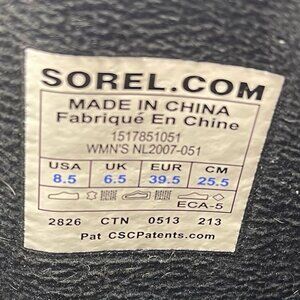 SOREL.COM
MADE IN CHINA
Fabriqué En Chine
1517851051
WMN'S NL2007-051
USA UK EUR CM
8.5 6.5 39.5 25.5
ECA-5
2826 CTN 0513 213
Pat CSCPatents.com